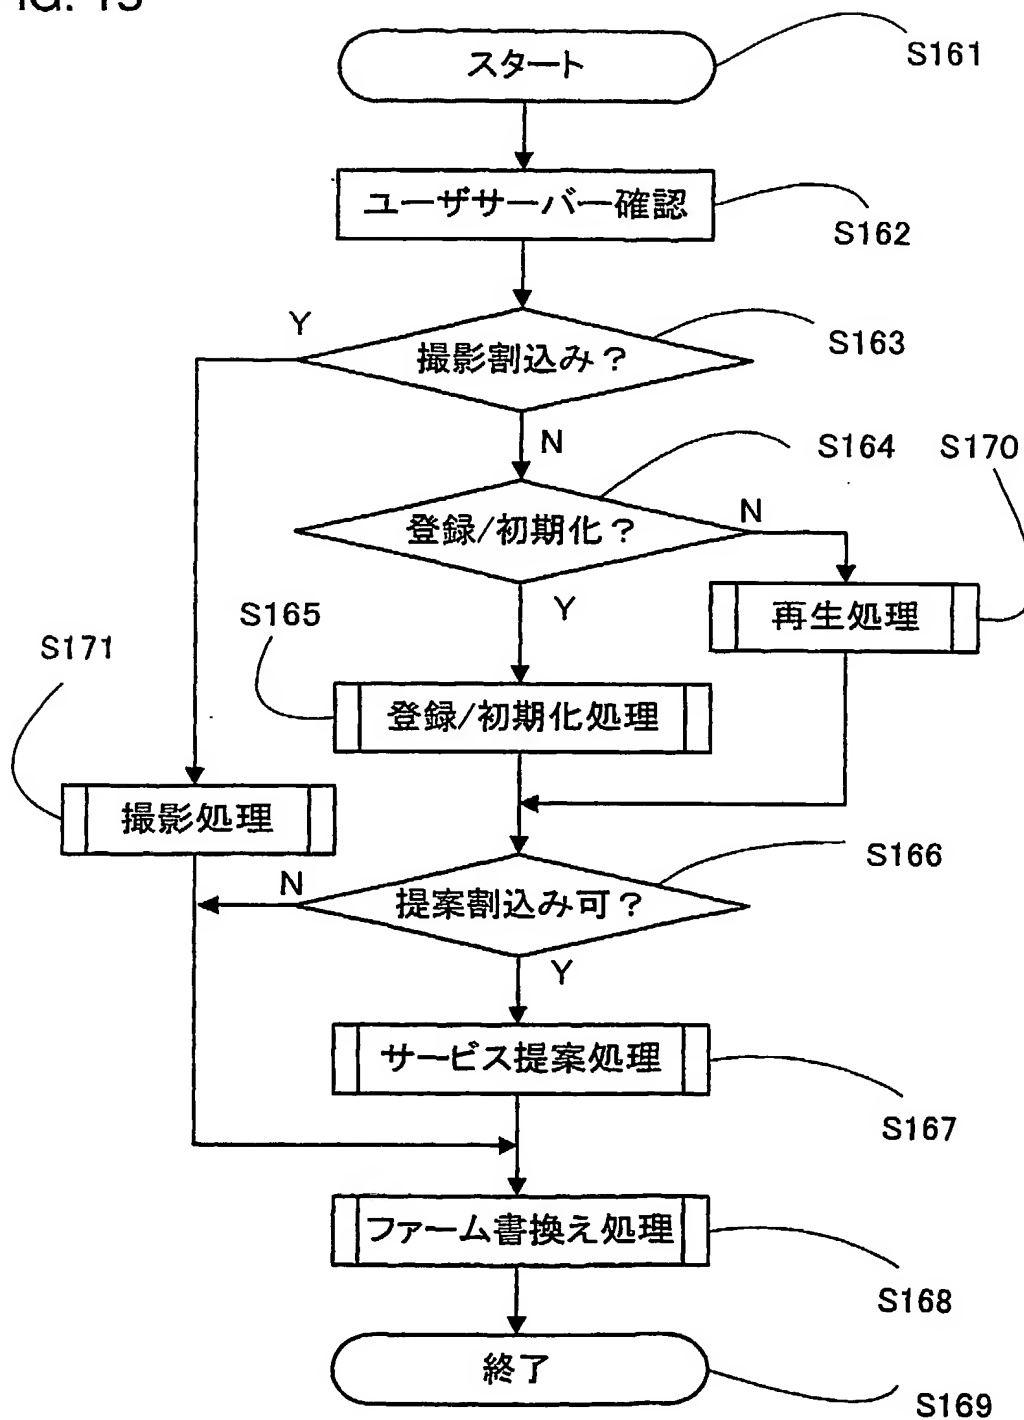 FIG. 13
スタート
S161
ユーザサーバー確認
S162
Y
撮影割込み？
S163
N
S164
S170
登録/初期化？
N
Y
再生処理
S165
S171
登録/初期化処理
撮影処理
S166
N
提案割込み可？
Y
サービス提案処理
S167
ファーム書換え処理
S168
終了
S169